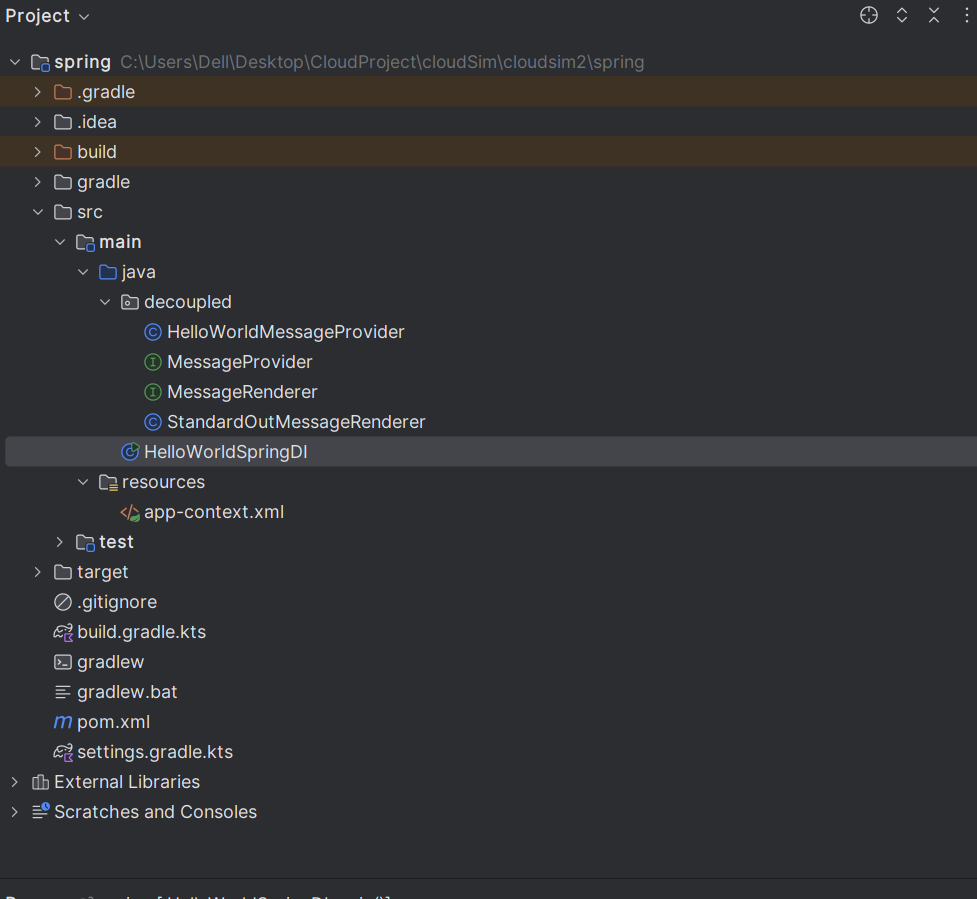 Project
spring C:\Users\Dell\Desktop\CloudProject\cloudSim\cloudsim2\spring
.gradle
.idea
build
gradle
src
main
java
decoupled
HelloWorldMessageProvider
MessageProvider
MessageRenderer
StandardOutMessageRenderer
HelloWorldSpringDI
resources
app-context.xml
test
target
.gitignore
build.gradle.kts
gradlew
gradlew.bat
pom.xml
settings.gradle.kts
External Libraries
Scratches and Consoles